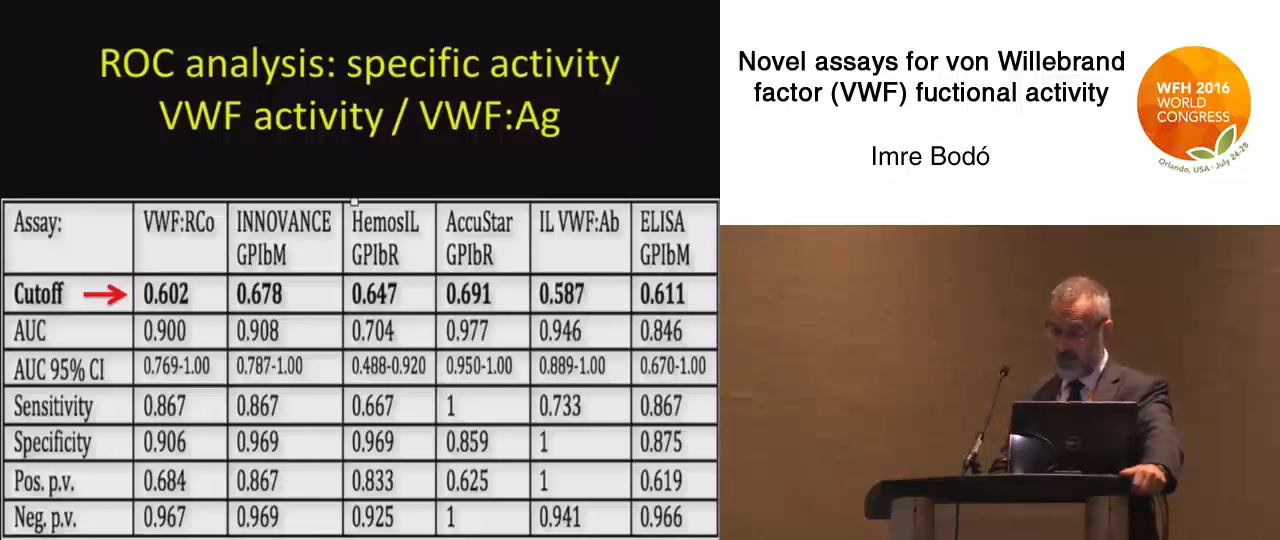 ROC analysis: specific activity
VWF activity / VWF:Ag
Assay: VWF:RCo INNOVANCE GPIbM HemosIL GPIbR AccuStar GPIbR IL VWF:Ab ELISA GPIbM
Cutoff 0.602 0.678 0.647 0.691 0.587 0.611
AUC 0.900 0.908 0.704 0.977 0.946 0.846
AUC 95% CI 0.769-1.00 0.787-1.00 0.488-0.920 0.950-1.00 0.889-1.00 0.670-1.00
Sensitivity 0.867 0.867 0.667 1 0.733 0.867
Specificity 0.906 0.969 0.969 0.859 1 0.875
Pos. p.v. 0.684 0.867 0.833 0.625 1 0.619
Neg. p.v. 0.967 0.969 0.925 1 0.941 0.966
Novel assays for von Willebrand
factor (VWF) fuctional activity
Imre Bodó
WFH 2016
WORLD
CONGRESS
Orlando, USA · July 24-28